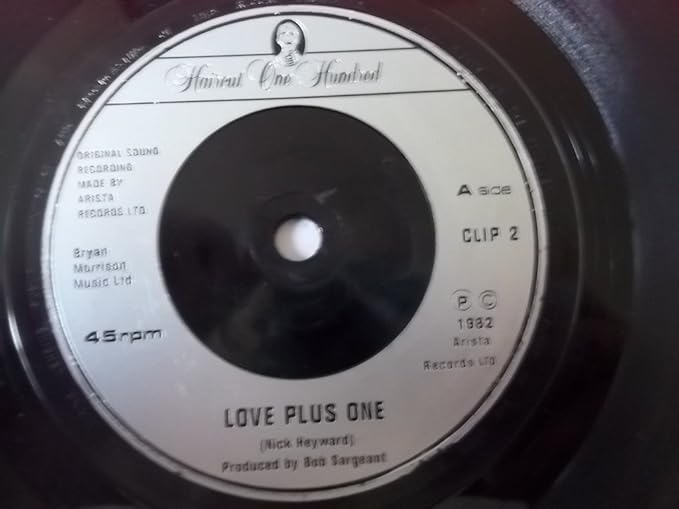 Haircut One Hundred
ORIGINAL SOUND
RECORDING
MADE BY
ARISTA
RECORDS LTD.
Bryan
Morrison
Music Ltd
45rpm
A side
CLIP 2
Ⓟ Ⓒ
1982
Arista
Records LTD
LOVE PLUS ONE
(Nick Heyward)
Produced by Bob Sargeant